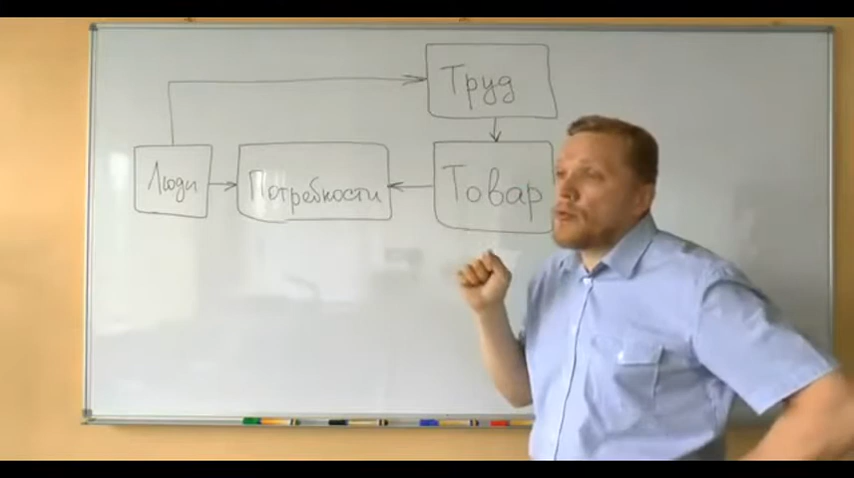 Труд
Люди
Потребности
Товар